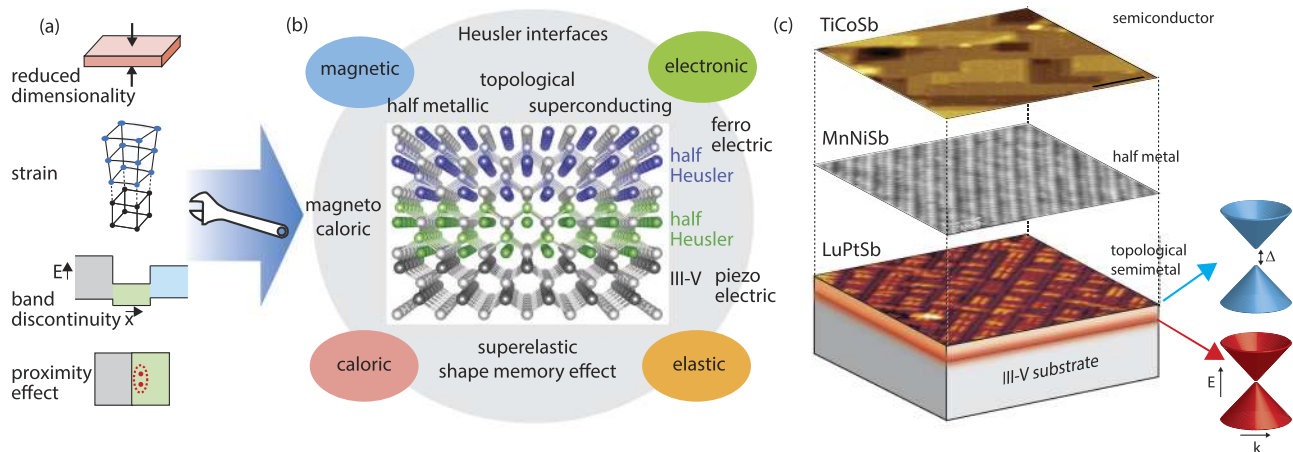 (a)
reduced
dimensionality
strain
E
band
discontinuity x
proximity
effect
(b)
Heusler interfaces
magnetic
electronic
topological
half metallic
superconducting
ferro
electric
half
Heusler
magneto
caloric
half
Heusler
III-V
piezo
electric
caloric
superelastic
shape memory effect
elastic
(c)
TiCoSb
semiconductor
MnNiSb
half metal
LuPtSb
topological
semimetal
Δ
III-V substrate
E
k